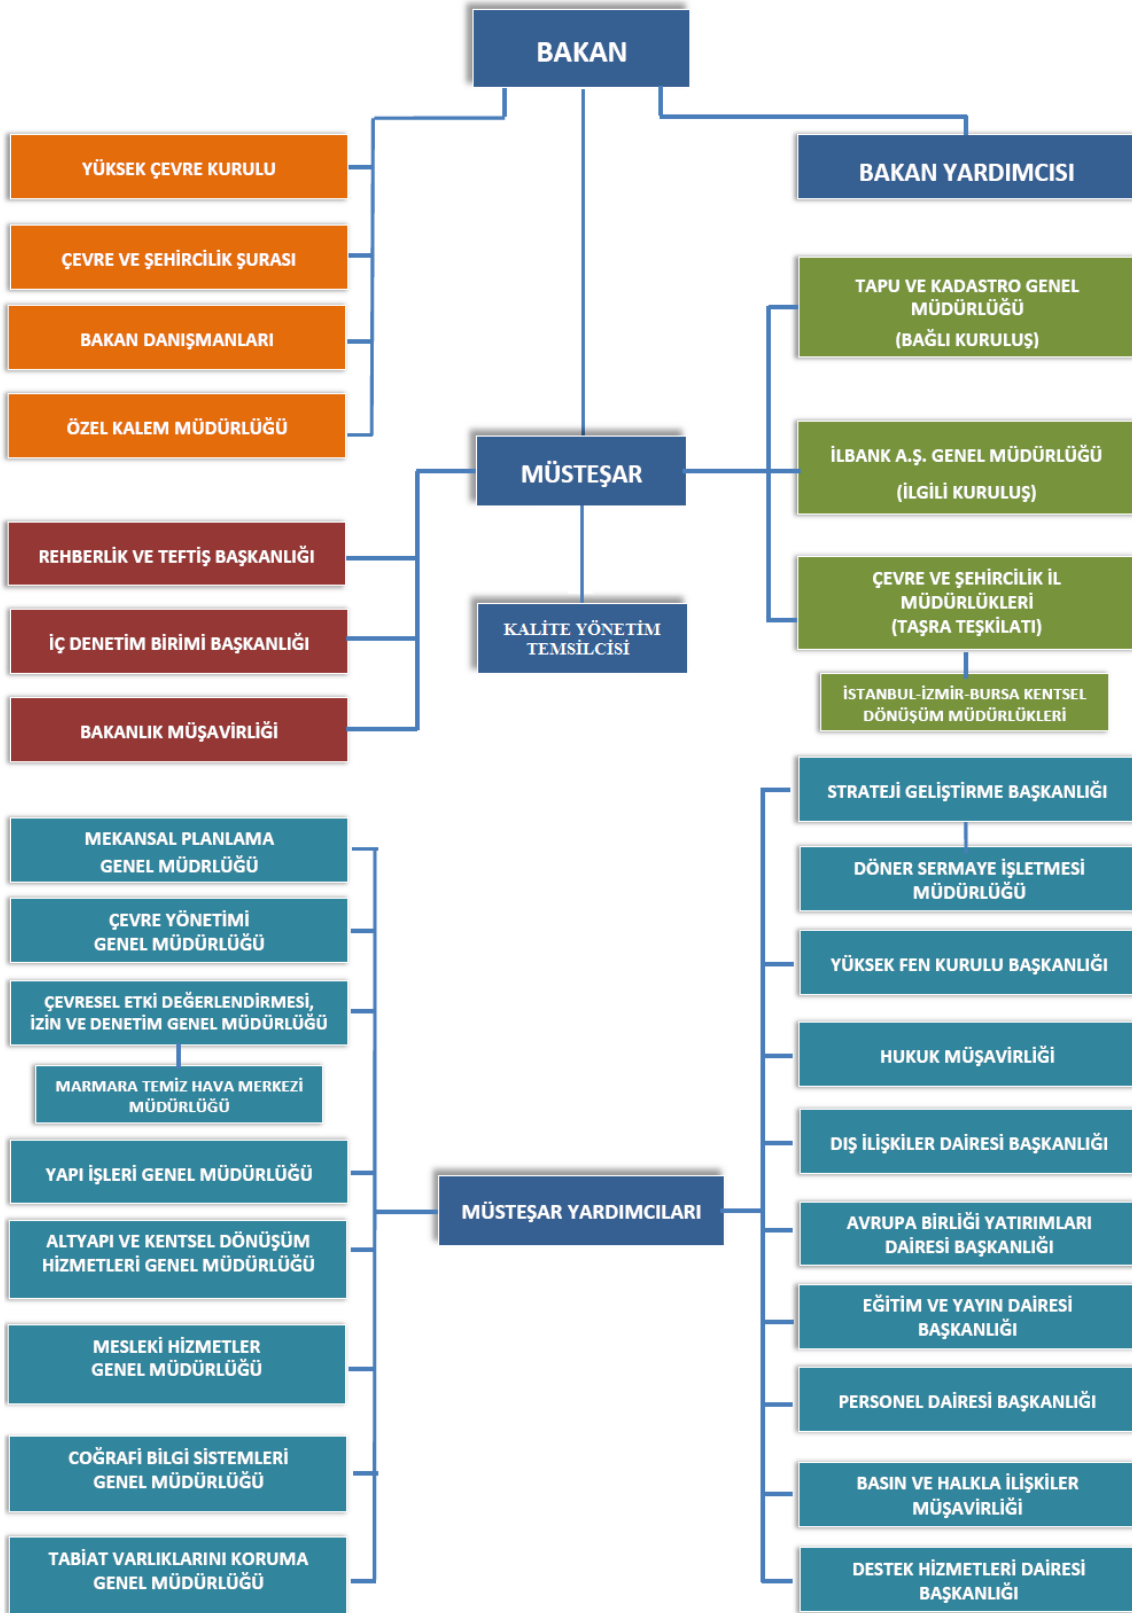 BAKAN
YÜKSEK ÇEVRE KURULU
ÇEVRE VE ŞEHİRCİLİK ŞURASI
BAKAN DANIŞMANLARI
ÖZEL KALEM MÜDÜRLÜĞÜ
BAKAN YARDIMCISI
TAPU VE KADASTRO GENEL
MÜDÜRLÜĞÜ
(BAĞLI KURULUŞ)
MÜSTEŞAR
İLBANK A.Ş. GENEL MÜDÜRLÜĞÜ
(İLGİLİ KURULUŞ)
REHBERLİK VE TEFTİŞ BAŞKANLIĞI
İÇ DENETİM BİRİMİ BAŞKANLIĞI
BAKANLIK MÜŞAVİRLİĞİ
KALİTE YÖNETİM
TEMSİLCİSİ
ÇEVRE VE ŞEHİRCİLİK İL
MÜDÜRLÜKLERİ
(TAŞRA TEŞKİLATI)
İSTANBUL-İZMİR-BURSA KENTSEL
DÖNÜŞÜM MÜDÜRLÜKLERİ
MEKANSAL PLANLAMA
GENEL MÜDRLÜĞÜ
ÇEVRE YÖNETİMİ
GENEL MÜDÜRLÜĞÜ
ÇEVRESEL ETKİ DEĞERLENDİRMESİ,
İZİN VE DENETİM GENEL MÜDÜRLÜĞÜ
MARMARA TEMİZ HAVA MERKEZİ
MÜDÜRLÜĞÜ
YAPI İŞLERİ GENEL MÜDÜRLÜĞÜ
ALTYAPI VE KENTSEL DÖNÜŞÜM
HİZMETLERİ GENEL MÜDÜRLÜĞÜ
MESLEKİ HİZMETLER
GENEL MÜDÜRLÜĞÜ
COĞRAFİ BİLGİ SİSTEMLERİ
GENEL MÜDÜRLÜĞÜ
TABİAT VARLIKLARINI KORUMA
GENEL MÜDÜRLÜĞÜ
MÜSTEŞAR YARDIMCILARI
STRATEJİ GELİŞTİRME BAŞKANLIĞI
DÖNER SERMAYE İŞLETMESİ
MÜDÜRLÜĞÜ
YÜKSEK FEN KURULU BAŞKANLIĞI
HUKUK MÜŞAVİRLİĞİ
DIŞ İLİŞKİLER DAİRESİ BAŞKANLIĞI
AVRUPA BİRLİĞİ YATIRIMLARI
DAİRESİ BAŞKANLIĞI
EĞİTİM VE YAYIN DAİRESİ
BAŞKANLIĞI
PERSONEL DAİRESİ BAŞKANLIĞI
BASIN VE HALKLA İLİŞKİLER
MÜŞAVİRLİĞİ
DESTEK HİZMETLERİ DAİRESİ
BAŞKANLIĞI